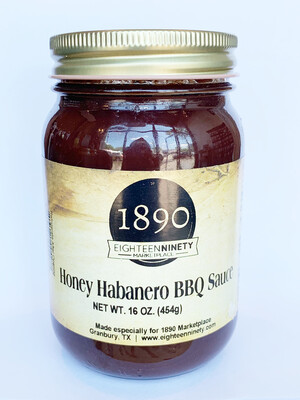 1890
EIGHTEENNINETY
MARKETPLACE
Honey Habanero BBQ Sauce
NET WT. 16 OZ. (454g)
Made especially for 1890 Marketplace
Granbury, TX | www.eighteenninety.com